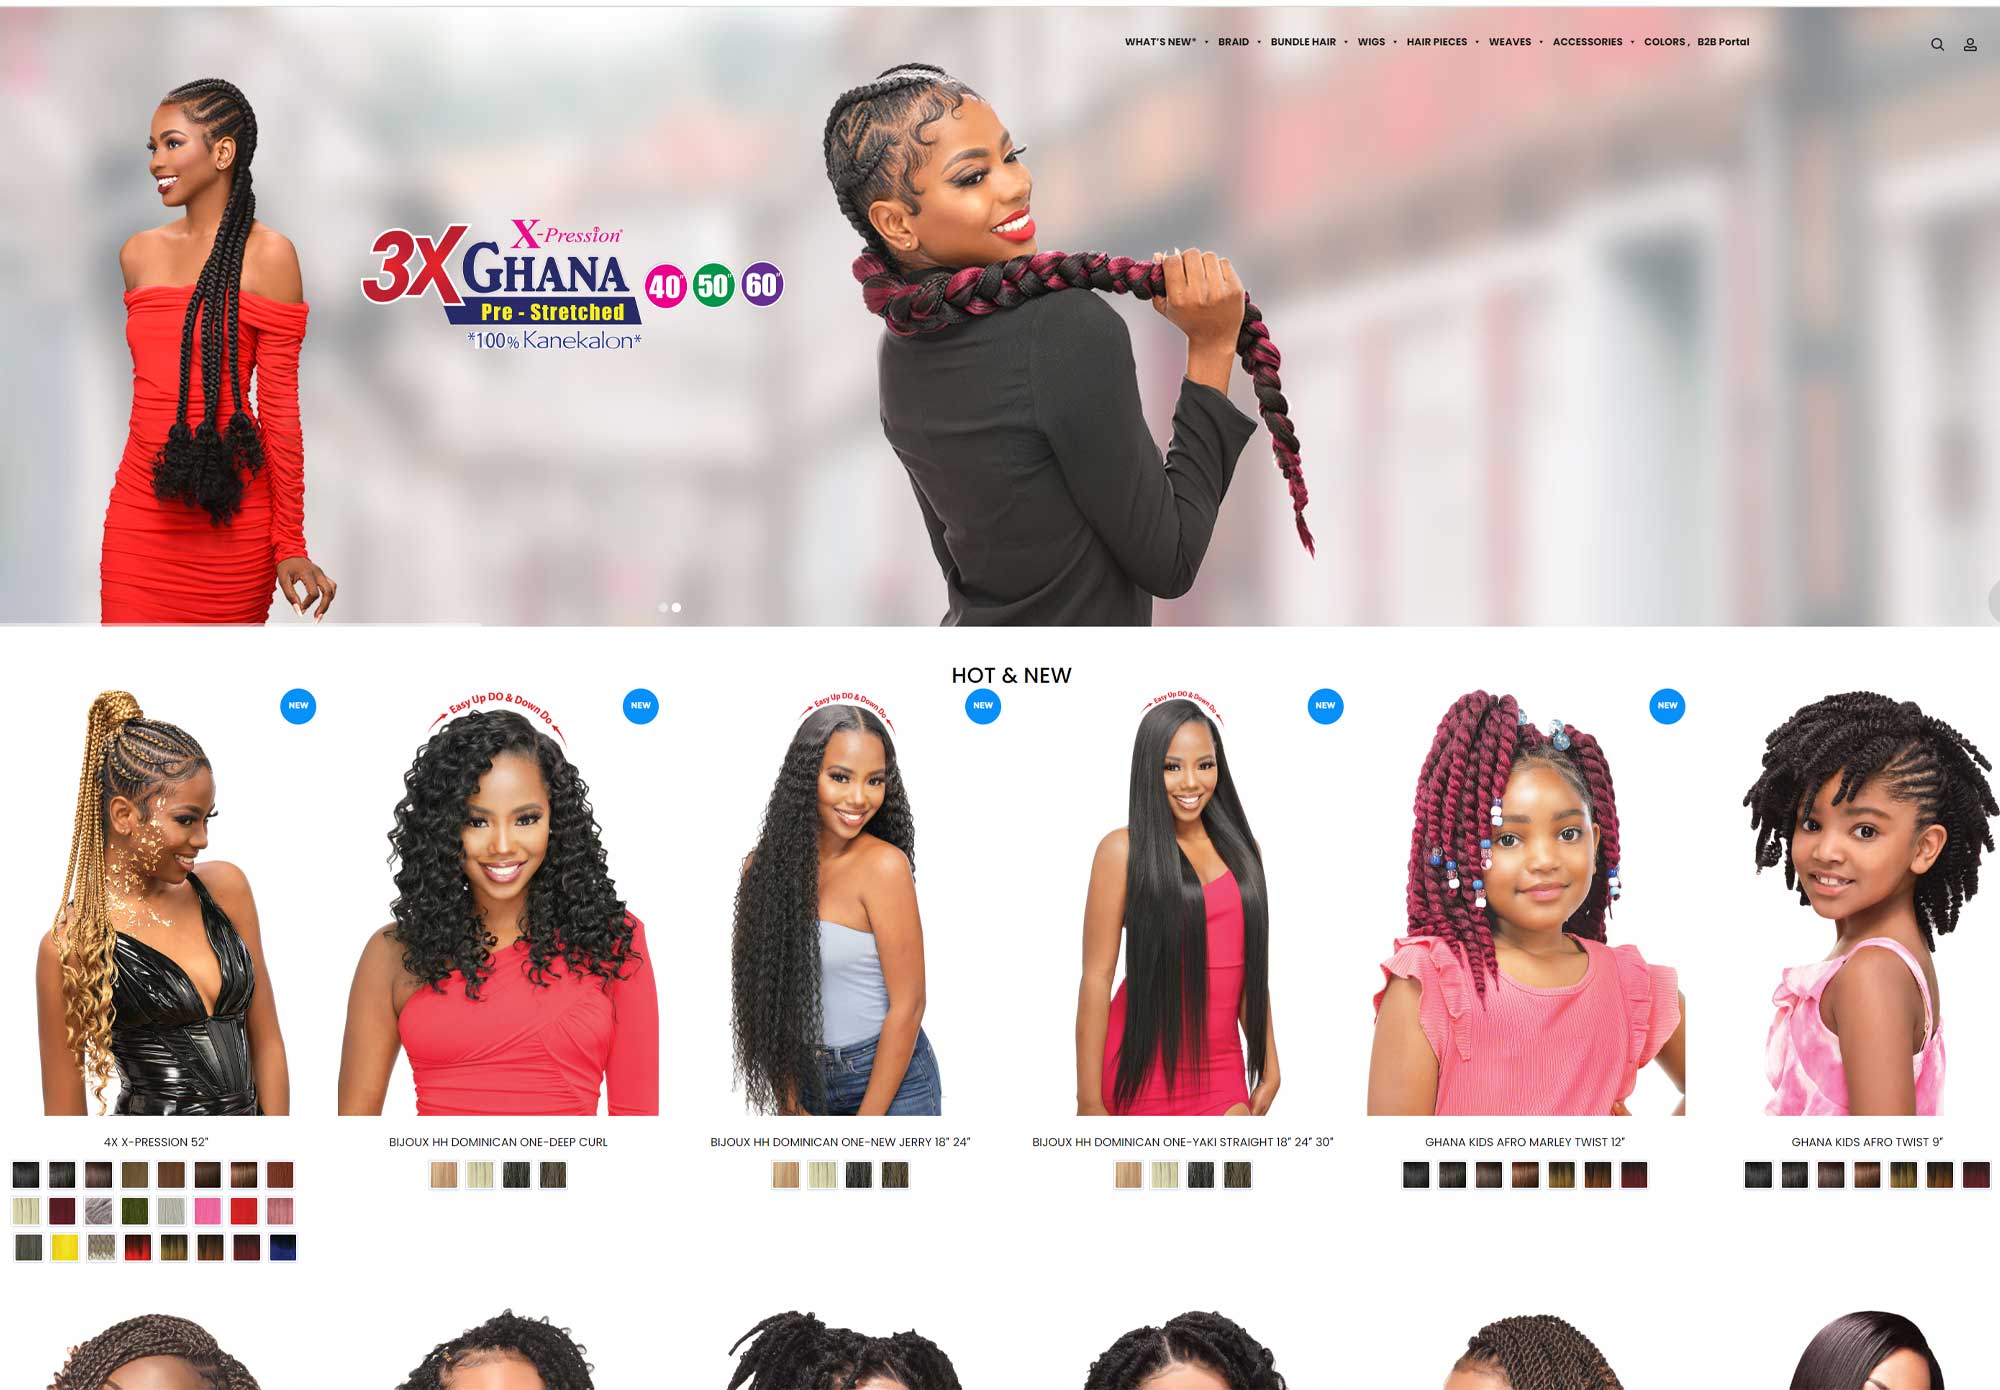 WHAT'S NEW* BRAID BUNDLE HAIR WIGS HAIR PIECES WEAVES ACCESSORIES COLORS , B2B Portal
X-Pression®
3X GHANA
40" 50" 60"
Pre - Stretched
*100% Kanekalon*
HOT & NEW
NEW
Easy Up DO & Down Do
NEW
Easy Up DO & Down Do
NEW
Easy Up DO & Down Do
NEW
NEW
4X X-PRESSION 52"
BIJOUX HH DOMINICAN ONE-DEEP CURL
BIJOUX HH DOMINICAN ONE-NEW JERRY 18" 24"
BIJOUX HH DOMINICAN ONE-YAKI STRAIGHT 18" 24" 30"
GHANA KIDS AFRO MARLEY TWIST 12"
GHANA KIDS AFRO TWIST 9"